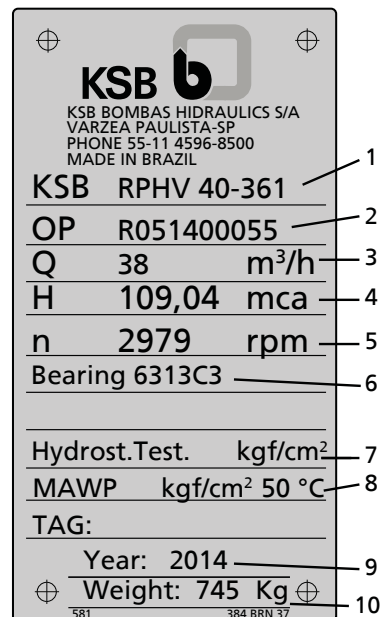 KSB b
KSB BOMBAS HIDRAULICS S/A
VARZEA PAULISTA-SP
PHONE 55-11 4596-8500
MADE IN BRAZIL
KSB RPHV 40-361 1
OP R051400055 2
Q 38 m³/h 3
H 109,04 mca 4
n 2979 rpm 5
Bearing 6313C3 6
Hydrost.Test. kgf/cm² 7
MAWP kgf/cm² 50 °C 8
TAG:
Year: 2014 9
Weight: 745 Kg 10
581 384 BRN 37